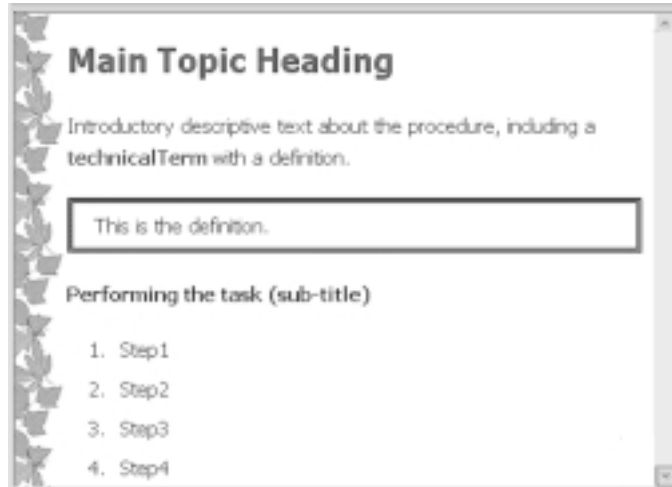 Main Topic Heading
Introductory descriptive text about the procedure, including a
technicalTerm with a definition.
This is the definition.
Performing the task (sub-title)
1. Step1
2. Step2
3. Step3
4. Step4